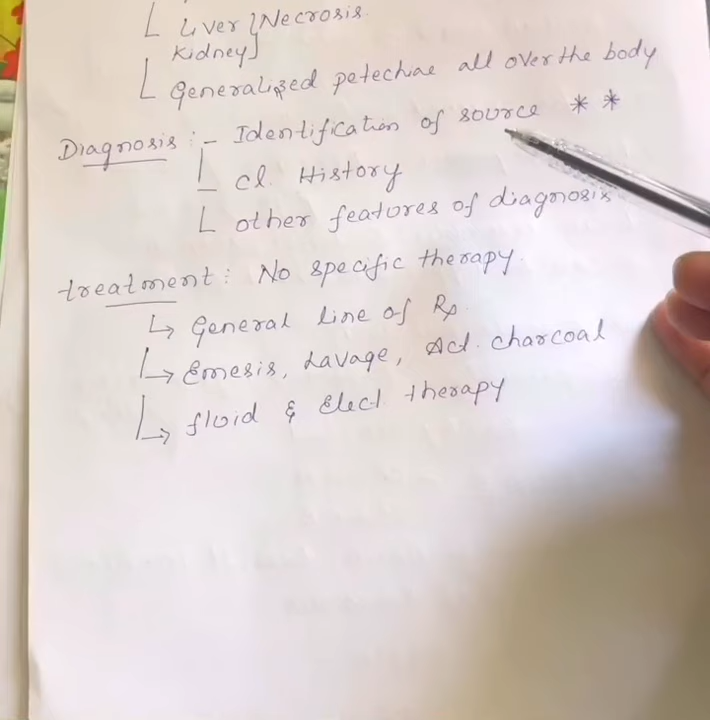 Liver } Necrosis.
Kidney
Generalized petechiae all over the body
Diagnosis :- Identification of source * *
cl. History
other features of diagnosis
treatment : No specific therapy.
↳ General line of Rx.
↳ Emesis, Lavage, Act. charcoal
↳ fluid & Elect. therapy